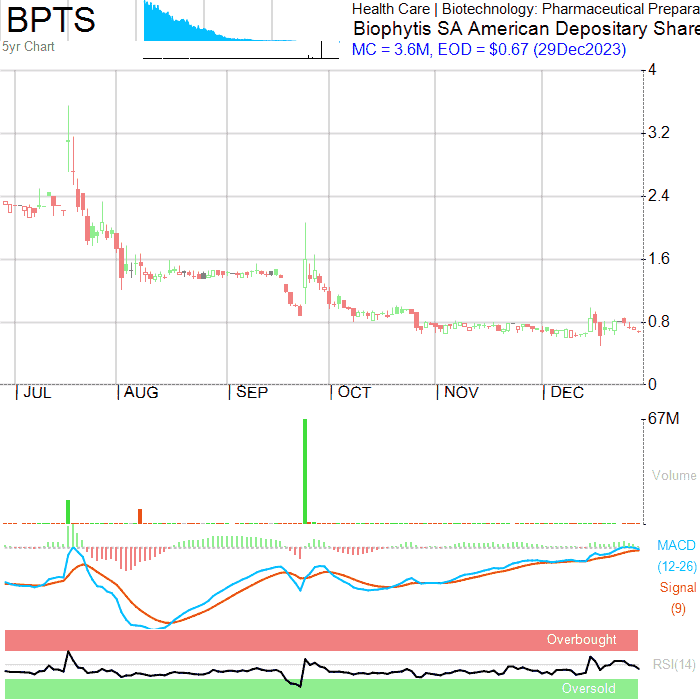 BPTS
5yr Chart
Health Care | Biotechnology: Pharmaceutical Prepara
Biophytis SA American Depositary Share
MC = 3.6M, EOD = $0.67 (29Dec2023)
4
3.2
2.4
1.6
0.8
0
JUL AUG SEP OCT NOV DEC
67M
Volume
MACD
(12-26)
Signal
(9)
Overbought
RSI(14)
Oversold